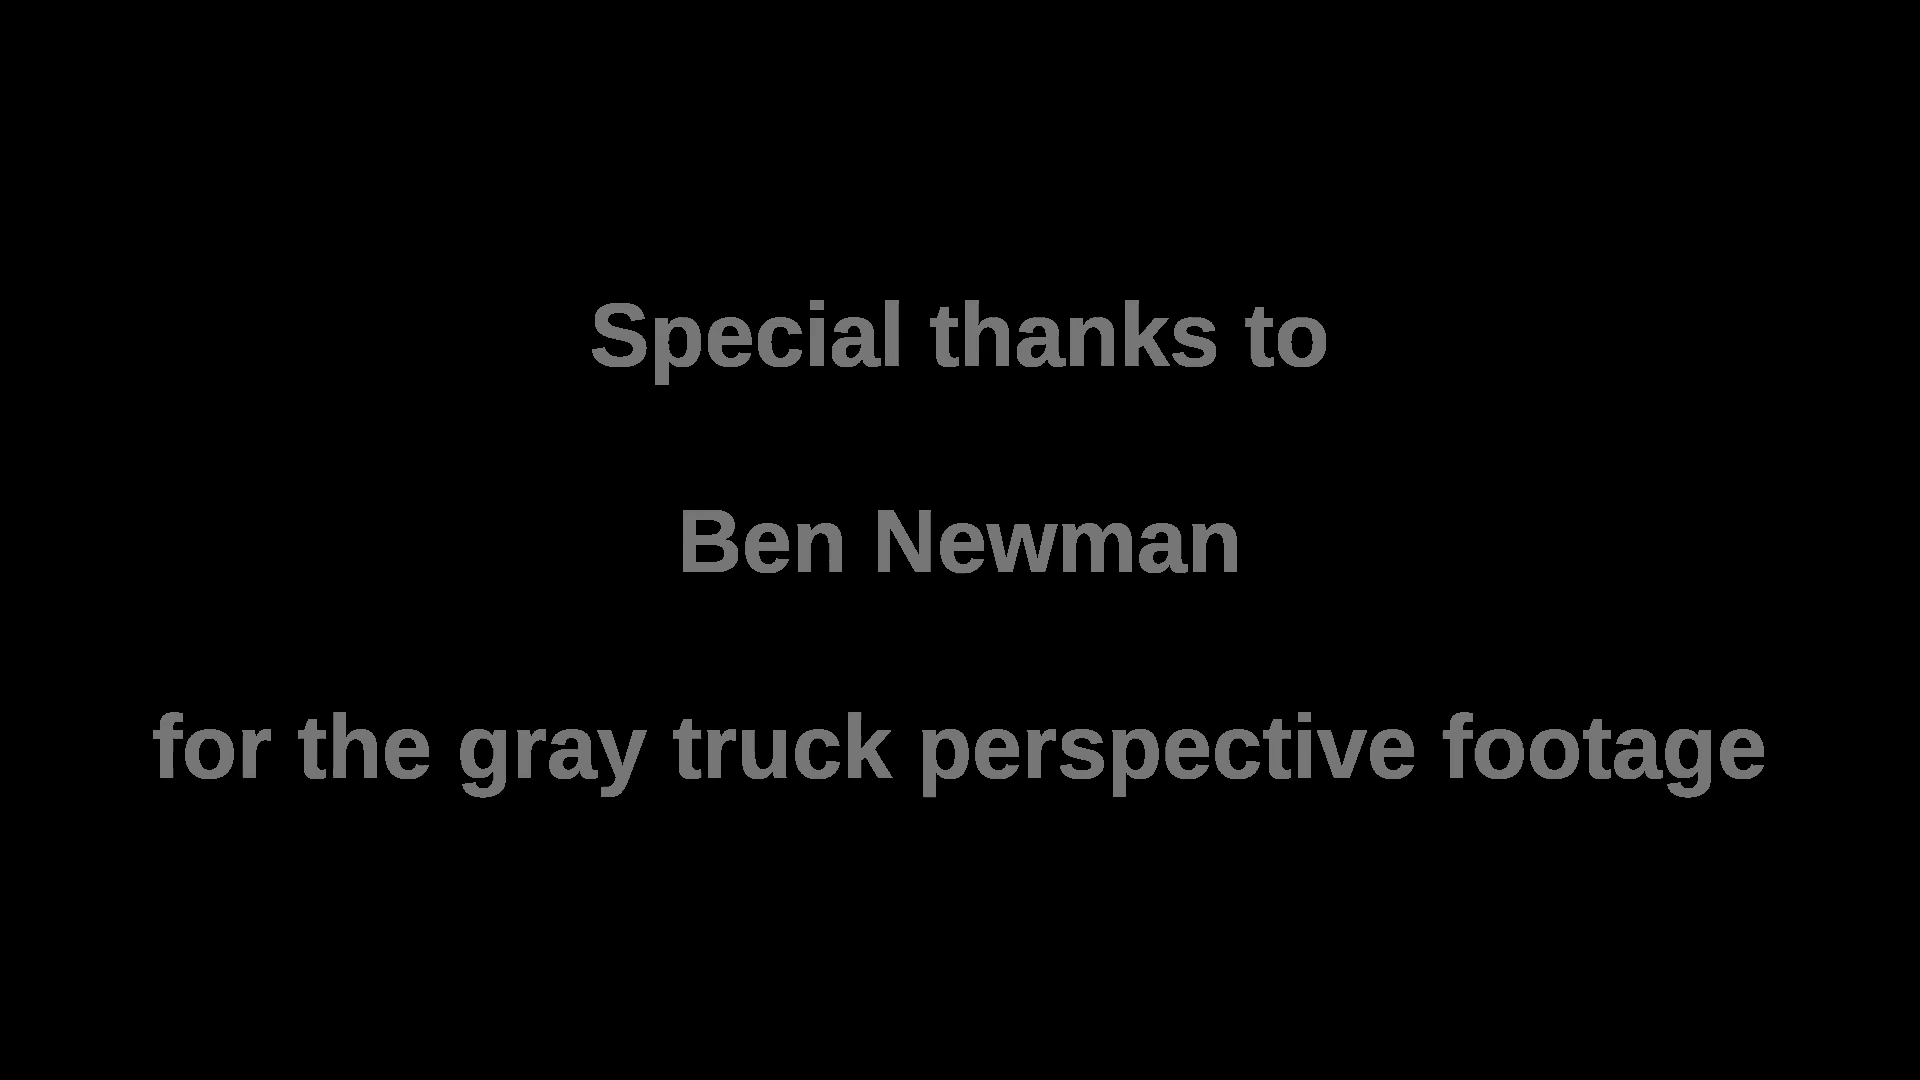 Special thanks to
Ben Newman
for the gray truck perspective footage